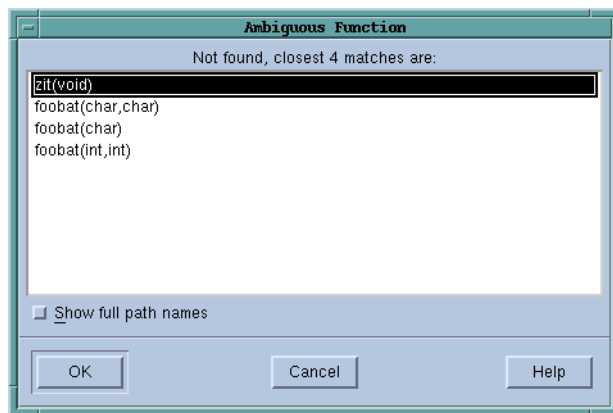 Ambiguous Function
Not found, closest 4 matches are:
zit(void)
foobat(char,char)
foobat(char)
foobat(int,int)
Show full path names
OK Cancel Help